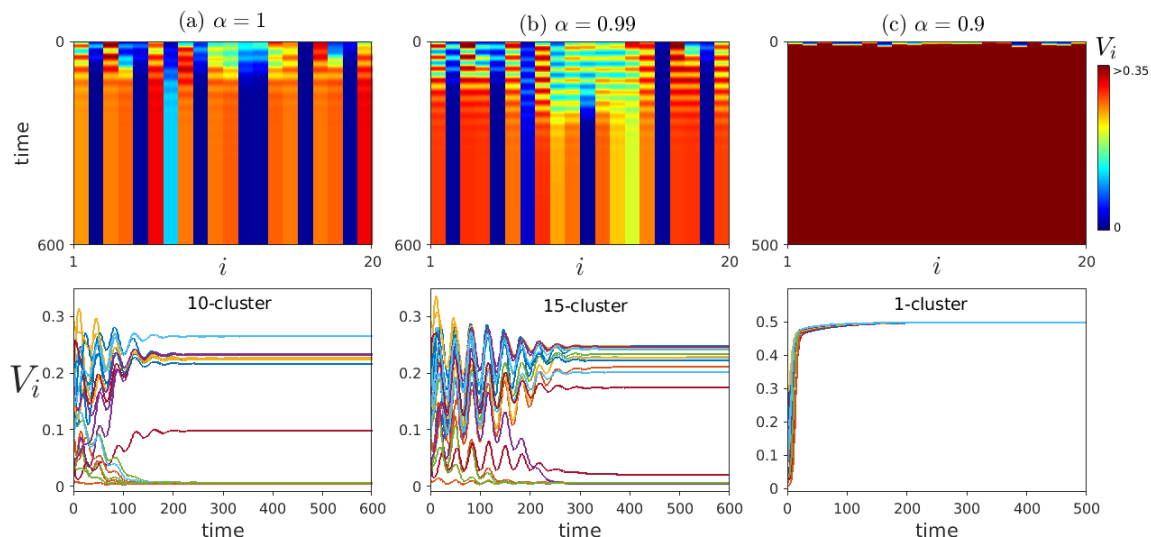 (a) α = 1
(b) α = 0.99
(c) α = 0.9
0
600
time
1
i
20
0
600
1
i
20
0
500
1
i
20
V_i
>0.35
0
10-cluster
V_i
0.3
0.2
0.1
0
0 100 200 300 400 500 600
time
15-cluster
0.3
0.2
0.1
0
0 100 200 300 400 500 600
time
1-cluster
0.5
0.4
0.3
0.2
0.1
0
0 100 200 300 400 500
time